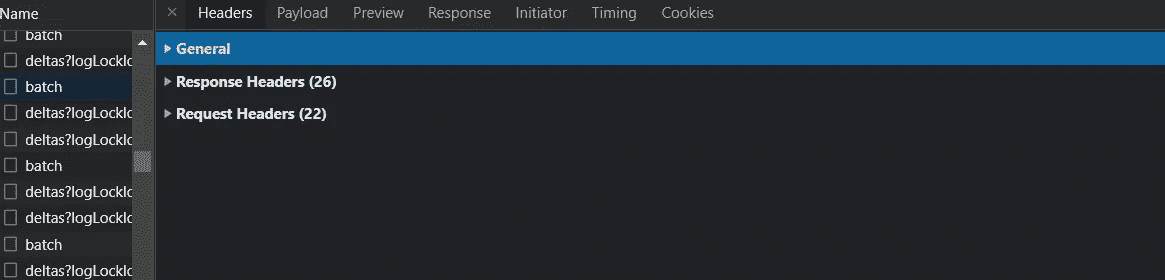 Name
batch
deltas?logLockIc
batch
deltas?logLockIc
deltas?logLockIc
batch
deltas?logLockIc
deltas?logLockIc
batch
deltas?logLockIc
× Headers Payload Preview Response Initiator Timing Cookies
General
Response Headers (26)
Request Headers (22)